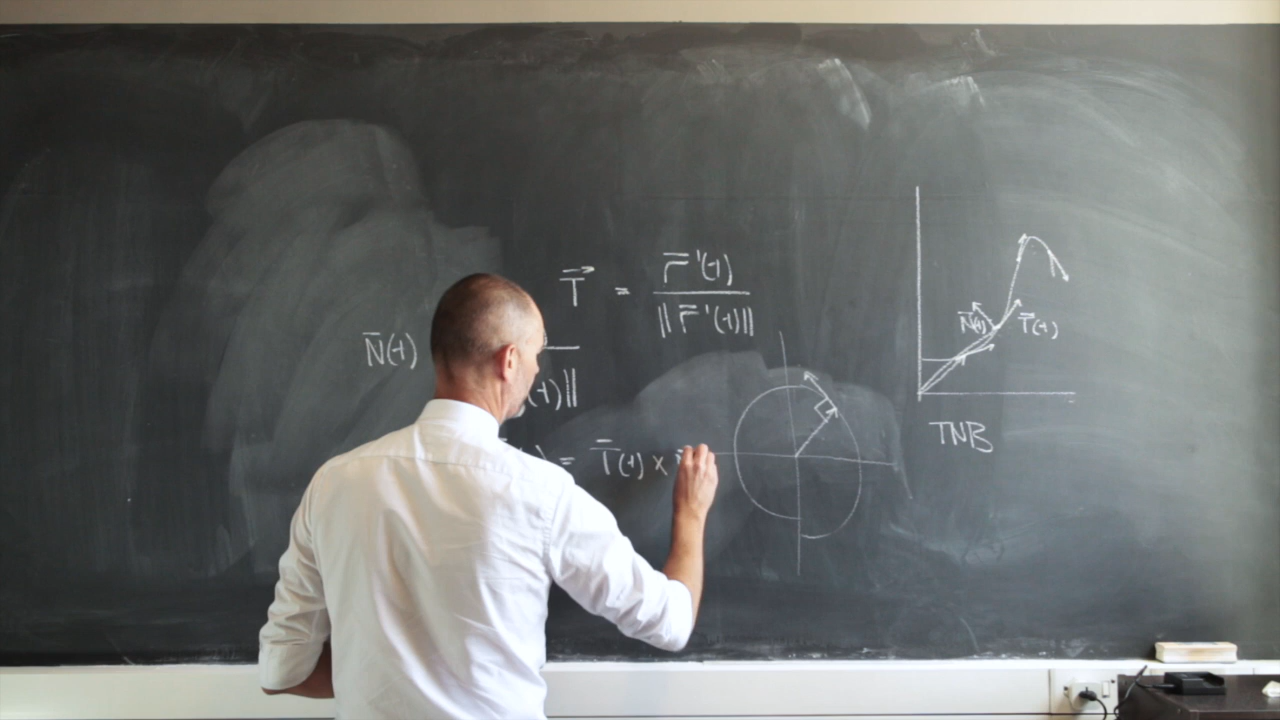 T⃗ = r̅'(t) / ‖r̅'(t)‖
N̅(t)
(t)‖
) = T̅(t) ×
N̅(t) T̅(t)
TNB